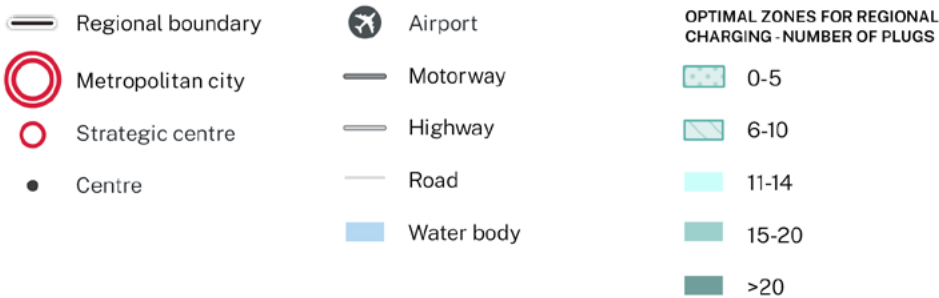 Regional boundary
Metropolitan city
Strategic centre
Centre
Airport
Motorway
Highway
Road
Water body
OPTIMAL ZONES FOR REGIONAL
CHARGING - NUMBER OF PLUGS
0-5
6-10
11-14
15-20
>20